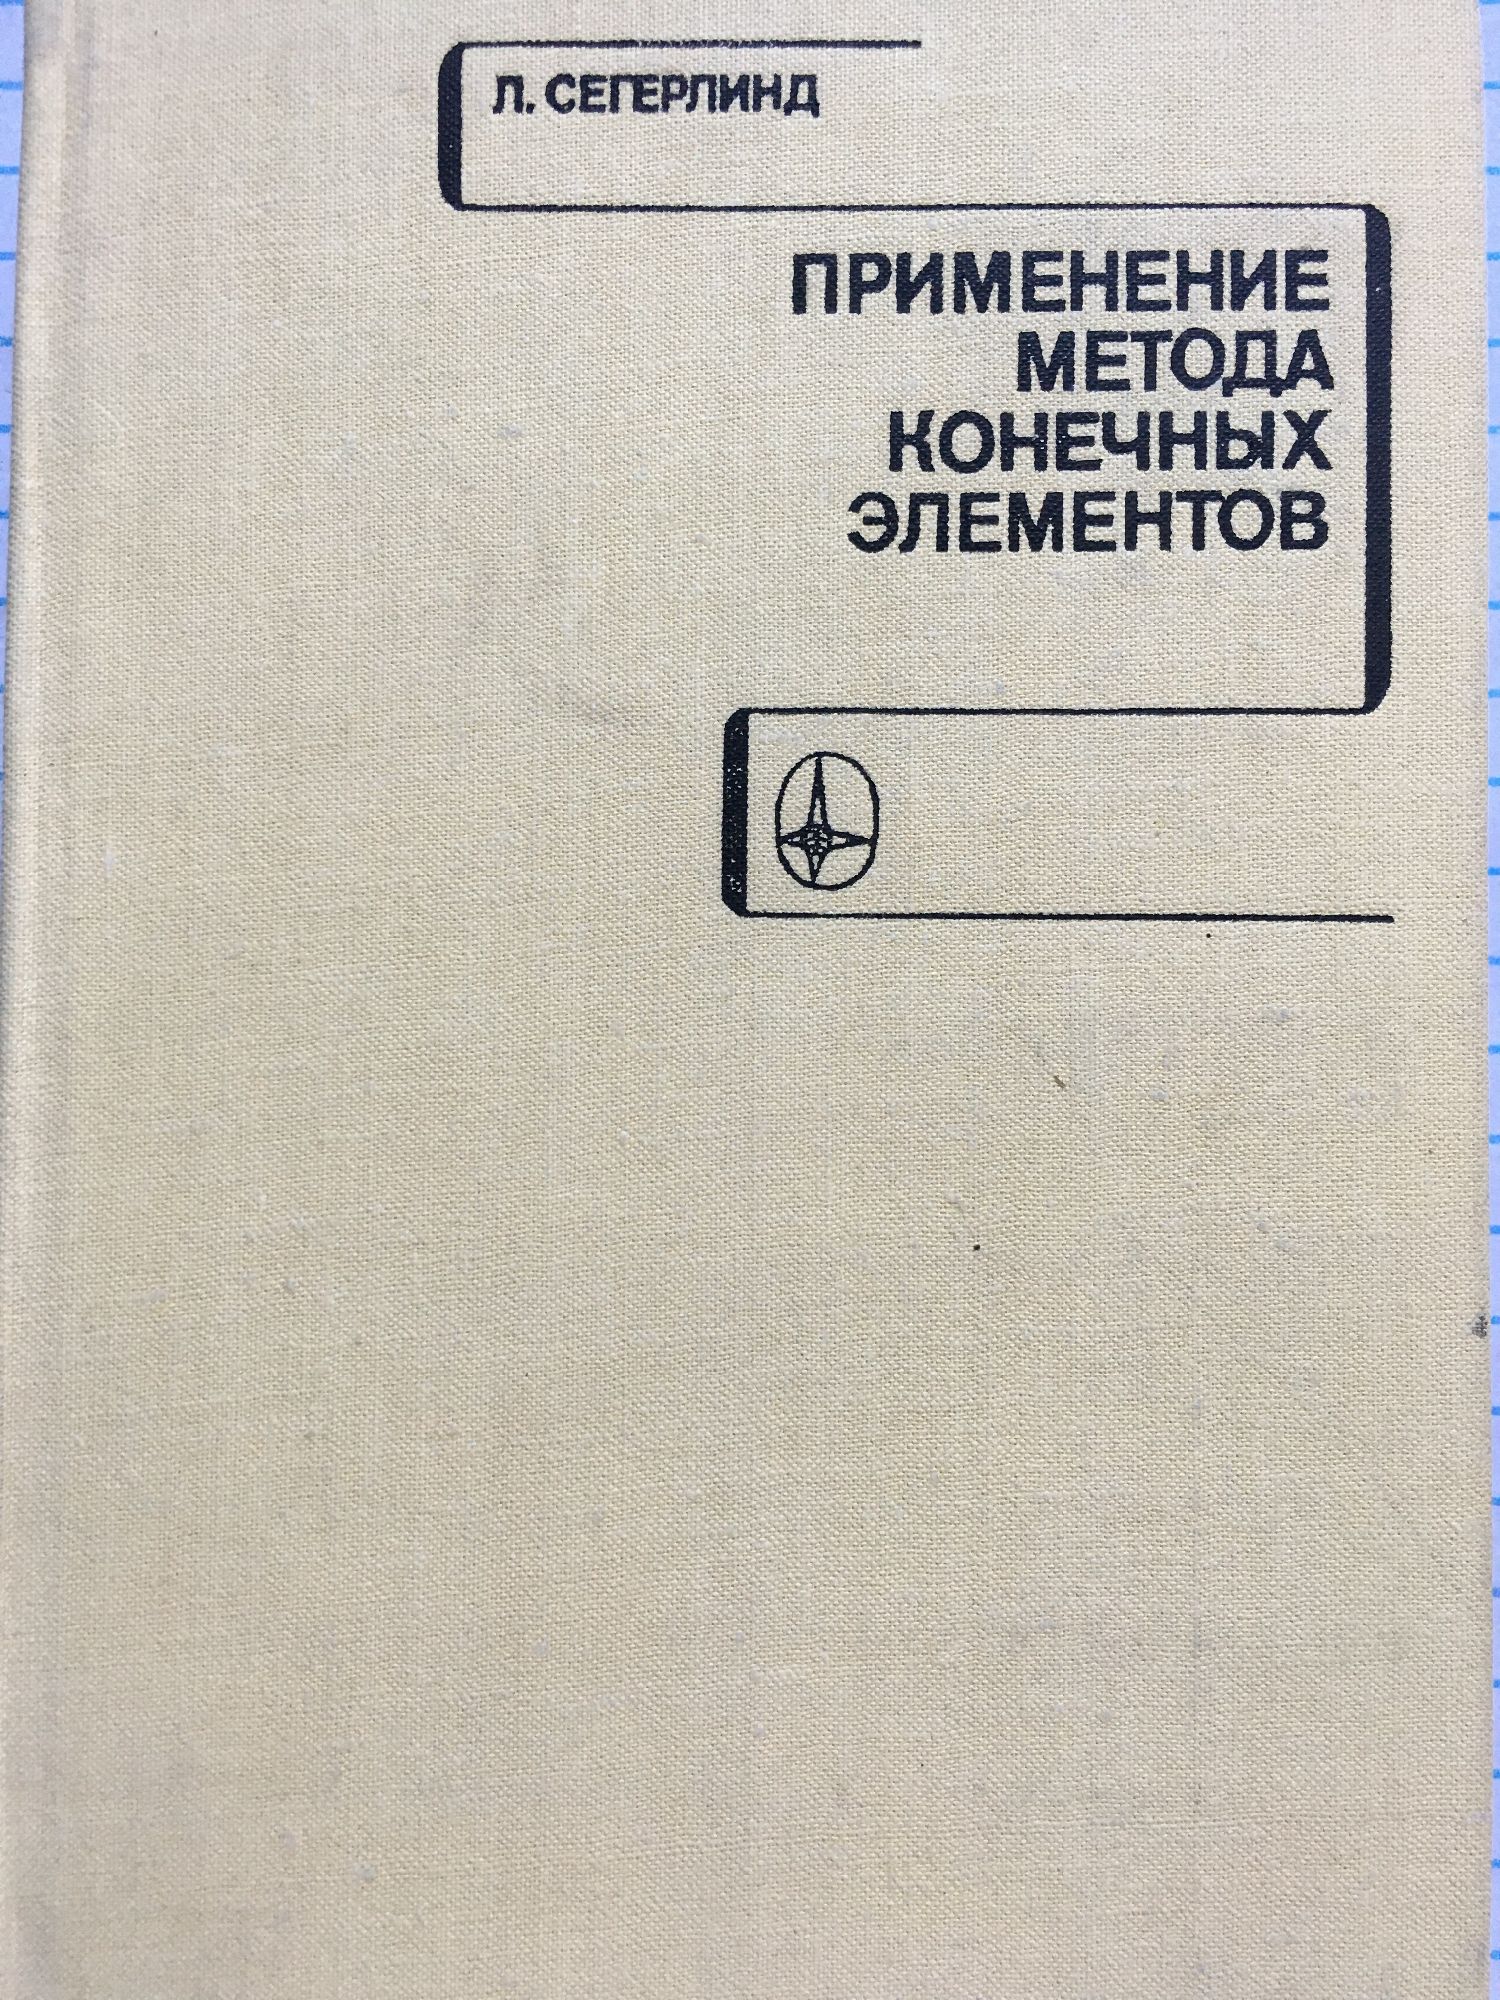 Л. СЕГЕРЛИНД
ПРИМЕНЕНИЕ
МЕТОДА
КОНЕЧНЫХ
ЭЛЕМЕНТОВ